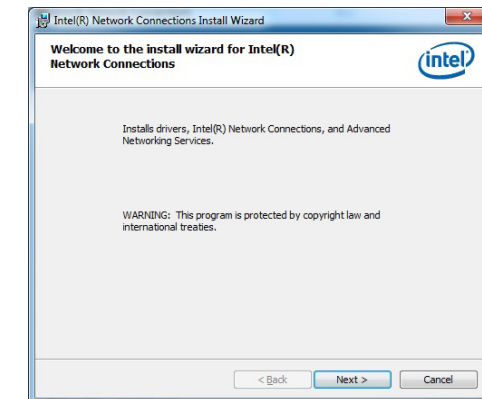 Intel(R) Network Connections Install Wizard
Welcome to the install wizard for Intel(R)
Network Connections
intel
Installs drivers, Intel(R) Network Connections, and Advanced
Networking Services.
WARNING: This program is protected by copyright law and
international treaties.
< Back
Next >
Cancel